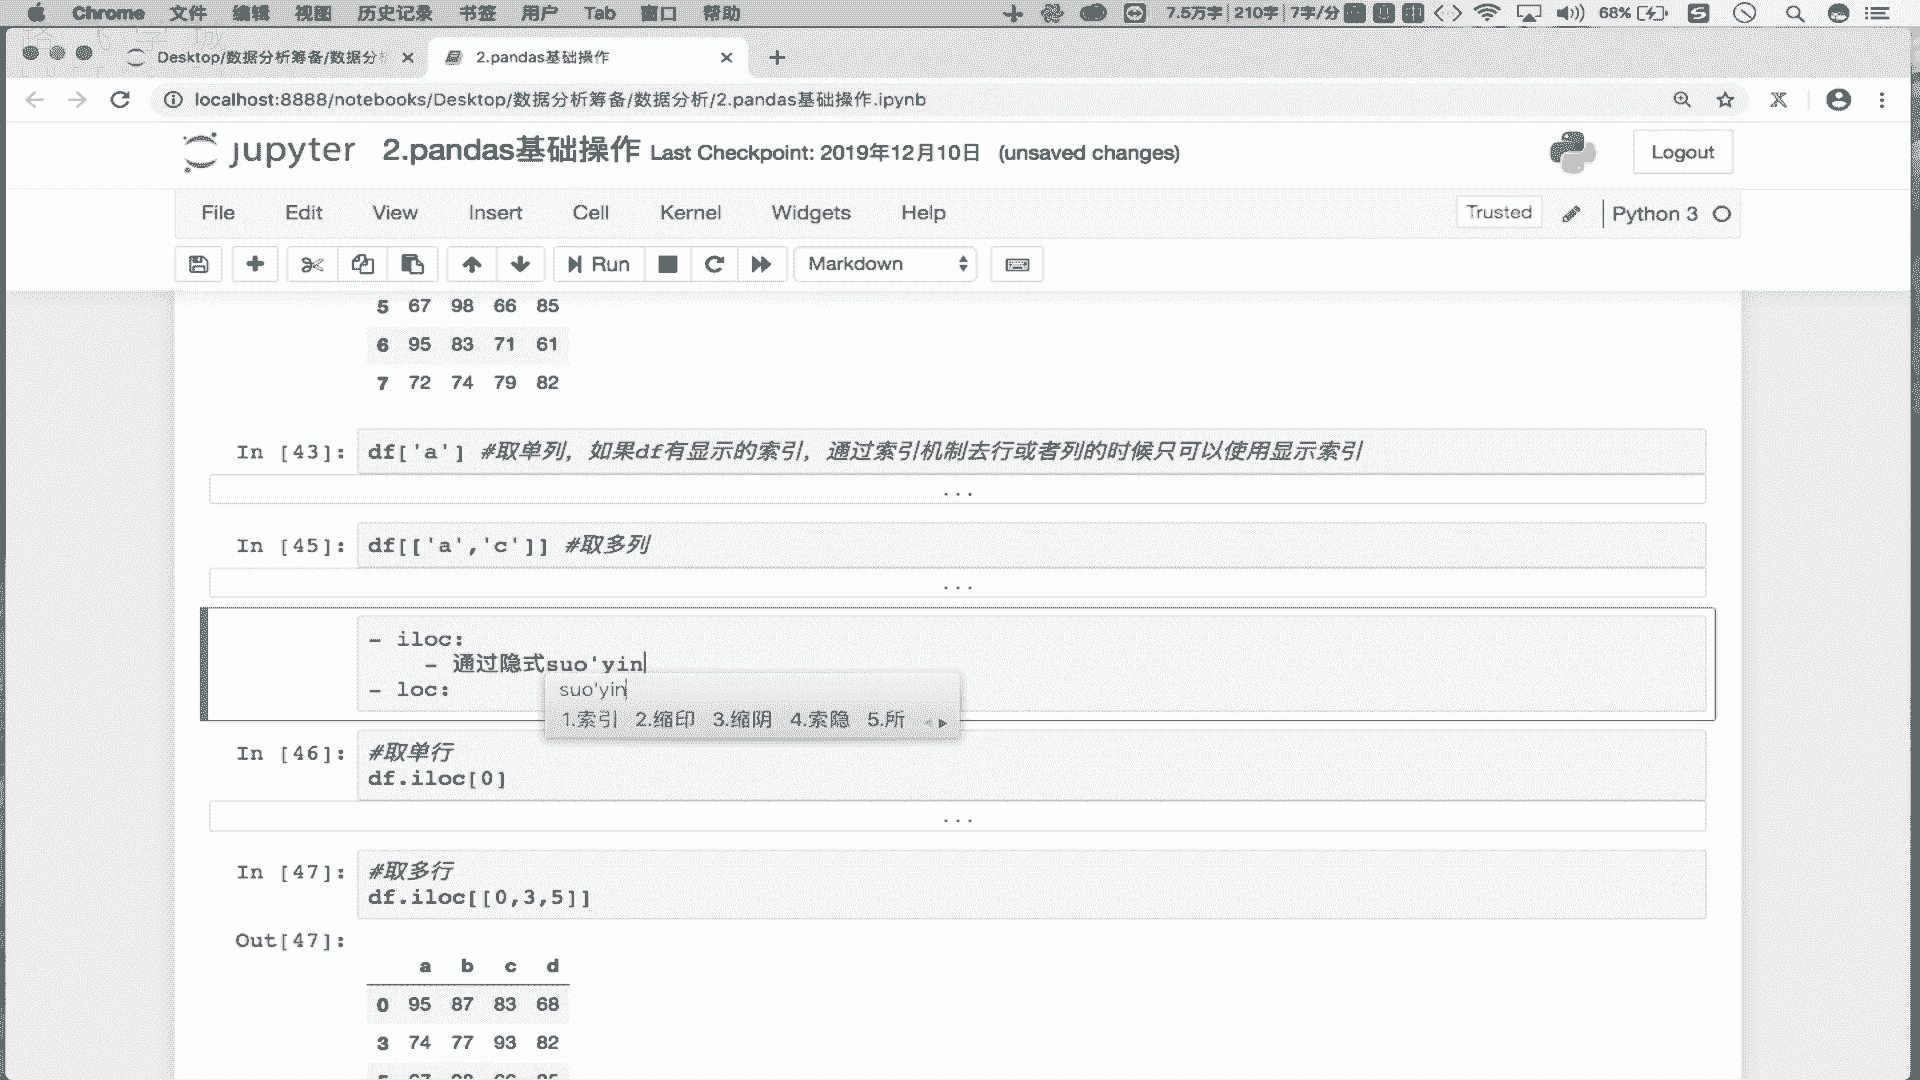 Chrome 文件 编辑 视图 历史记录 书签 用户 Tab 窗口 帮助 7.5万字 210字 7字/分 68%
Desktop/数据分析筹备/数据分析 2.pandas基础操作
localhost:8888/notebooks/Desktop/数据分析筹备/数据分析/2.pandas基础操作.ipynb
jupyter 2.pandas基础操作 Last Checkpoint: 2019年12月10日 (unsaved changes) Logout
File Edit View Insert Cell Kernel Widgets Help Trusted Python 3
Run Markdown
5 67 98 66 85
6 95 83 71 61
7 72 74 79 82
In [43]: df['a'] #取单列，如果df有显示的索引，通过索引机制去行或者列的时候只可以使用显示索引
...
In [45]: df[['a','c']] #取多列
...
- iloc:
- 通过隐式suo'yin
- loc:
suo'yin
1.索引 2.缩印 3.缩阴 4.索隐 5.所
In [46]: #取单行
df.iloc[0]
...
In [47]: #取多行
df.iloc[[0,3,5]]
Out[47]:
a b c d
0 95 87 83 68
3 74 77 93 82